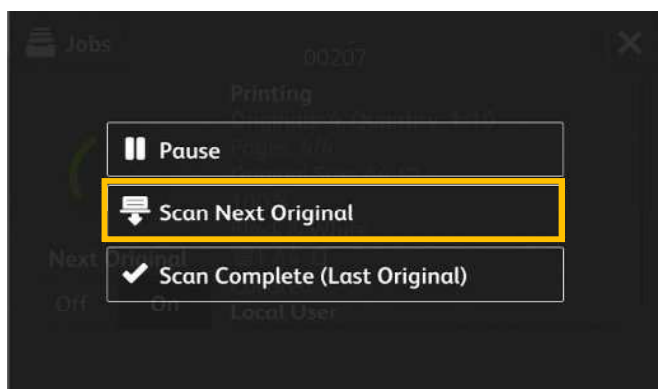 Jobs
00207
Printing
Pause
Scan Next Original
Next Original
Scan Complete (Last Original)
Off On
Local User